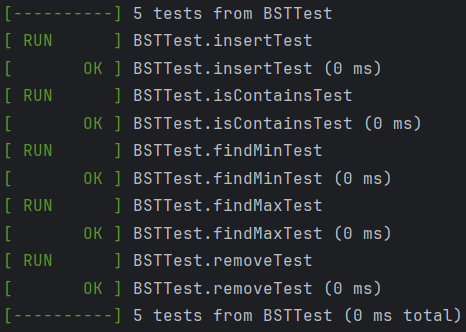 [----------] 5 tests from BSTTest
[ RUN      ] BSTTest.insertTest
[       OK ] BSTTest.insertTest (0 ms)
[ RUN      ] BSTTest.isContainsTest
[       OK ] BSTTest.isContainsTest (0 ms)
[ RUN      ] BSTTest.findMinTest
[       OK ] BSTTest.findMinTest (0 ms)
[ RUN      ] BSTTest.findMaxTest
[       OK ] BSTTest.findMaxTest (0 ms)
[ RUN      ] BSTTest.removeTest
[       OK ] BSTTest.removeTest (0 ms)
[----------] 5 tests from BSTTest (0 ms total)